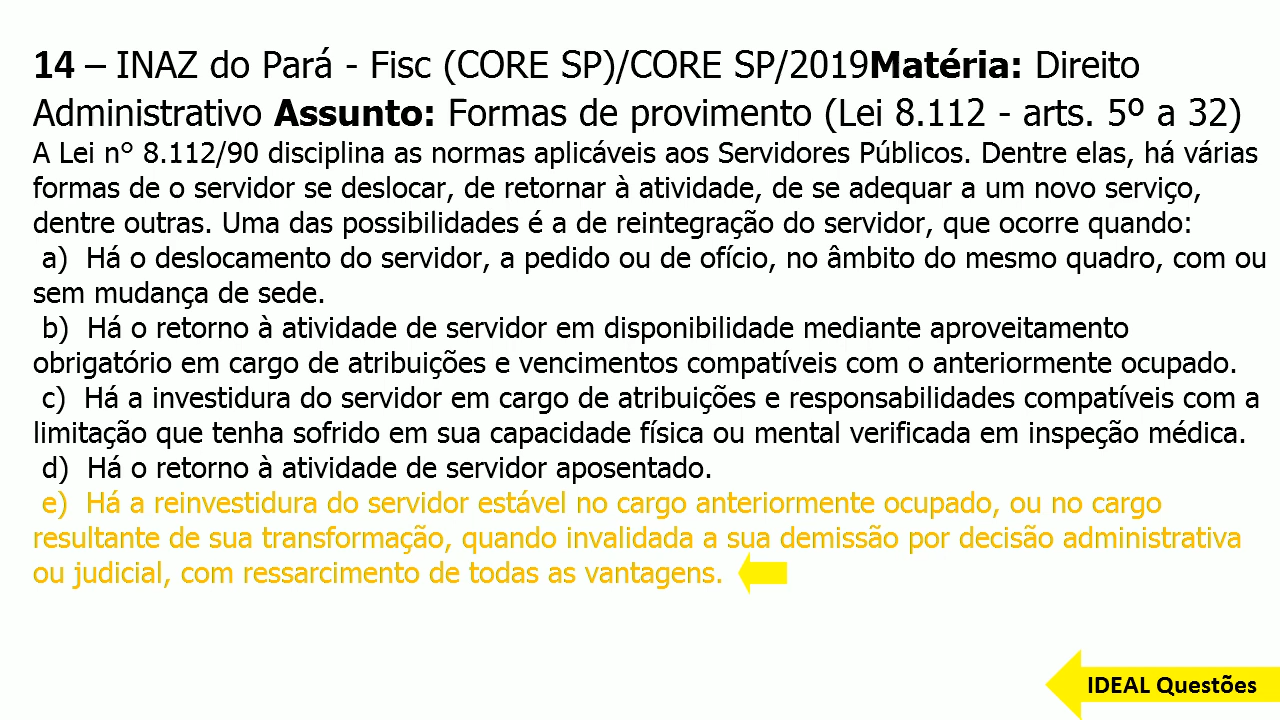 14 – INAZ do Pará - Fisc (CORE SP)/CORE SP/2019Matéria: Direito
Administrativo Assunto: Formas de provimento (Lei 8.112 - arts. 5º a 32)
A Lei n° 8.112/90 disciplina as normas aplicáveis aos Servidores Públicos. Dentre elas, há várias
formas de o servidor se deslocar, de retornar à atividade, de se adequar a um novo serviço,
dentre outras. Uma das possibilidades é a de reintegração do servidor, que ocorre quando:
a) Há o deslocamento do servidor, a pedido ou de ofício, no âmbito do mesmo quadro, com ou
sem mudança de sede.
b) Há o retorno à atividade de servidor em disponibilidade mediante aproveitamento
obrigatório em cargo de atribuições e vencimentos compatíveis com o anteriormente ocupado.
c) Há a investidura do servidor em cargo de atribuições e responsabilidades compatíveis com a
limitação que tenha sofrido em sua capacidade física ou mental verificada em inspeção médica.
d) Há o retorno à atividade de servidor aposentado.
e) Há a reinvestidura do servidor estável no cargo anteriormente ocupado, ou no cargo
resultante de sua transformação, quando invalidada a sua demissão por decisão administrativa
ou judicial, com ressarcimento de todas as vantagens.
IDEAL Questões